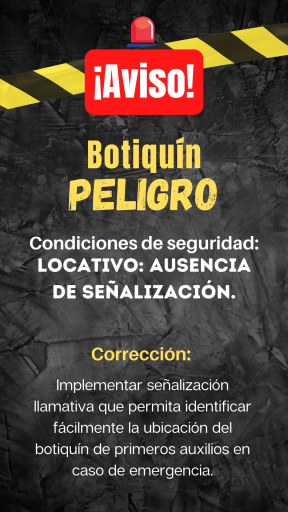 ¡Aviso!
Botiquín
PELIGRO
Condiciones de seguridad:
LOCATIVO: AUSENCIA
DE SEÑALIZACIÓN.
Corrección:
Implementar señalización
llamativa que permita identificar
fácilmente la ubicación del
botiquín de primeros auxilios en
caso de emergencia.